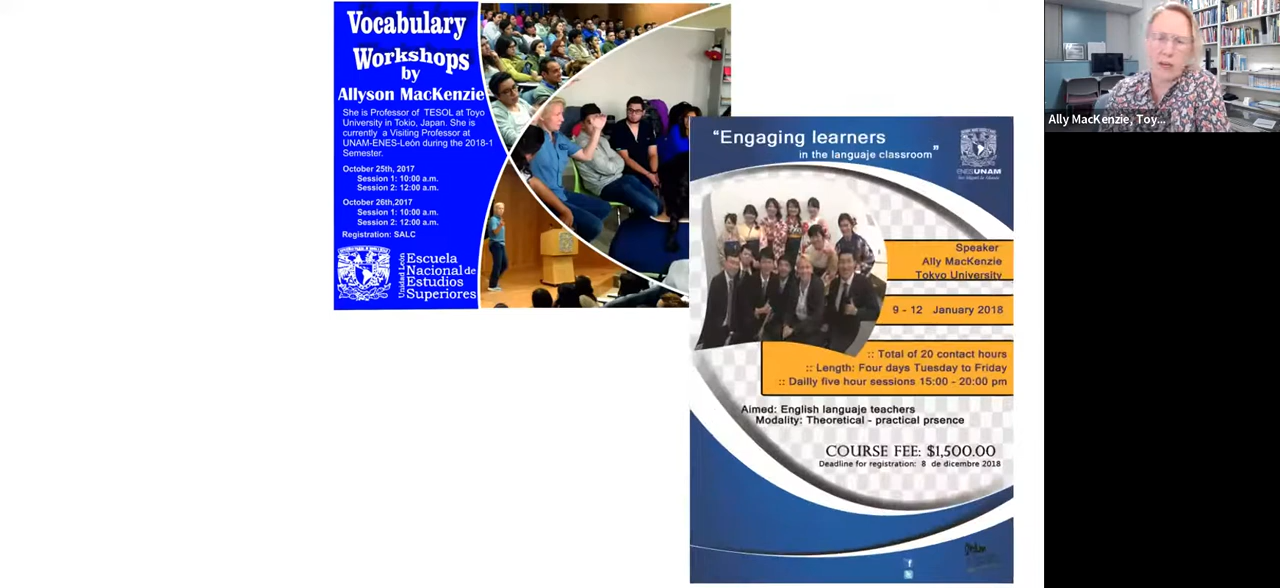 Vocabulary
Workshops
by
Allyson MacKenzie
She is Professor of TESOL at Toyo
University in Tokio, Japan. She is
currently a Visiting Professor at
UNAM-ENES-León during the 2018-1
Semester.
October 25th, 2017
Session 1: 10:00 a.m.
Session 2: 12:00 a.m.
October 26th,2017
Session 1: 10:00 a.m.
Session 2: 12:00 a.m.
Registration: SALC
Unidad León
Escuela
Nacional de
Estudios
Superiores
"Engaging learners
in the languaje classroom"
ENESUNAM
Speaker
Ally MacKenzie
Tokyo University
9 - 12 January 2018
:: Total of 20 contact hours
:: Length: Four days Tuesday to Friday
:: Dailly five hour sessions 15:00 - 20:00 pm
Aimed: English languaje teachers
Modality: Theoretical - practical prsence
COURSE FEE: $1,500.00
Deadline for registration: 8 de dicembre 2018
f
Ally MacKenzie, Toy...